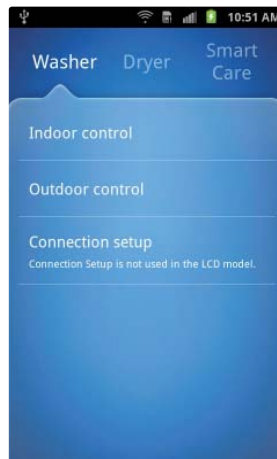 10:51 AM
Washer
Dryer
Smart
Care
Indoor control
Outdoor control
Connection setup
Connection Setup is not used in the LCD model.